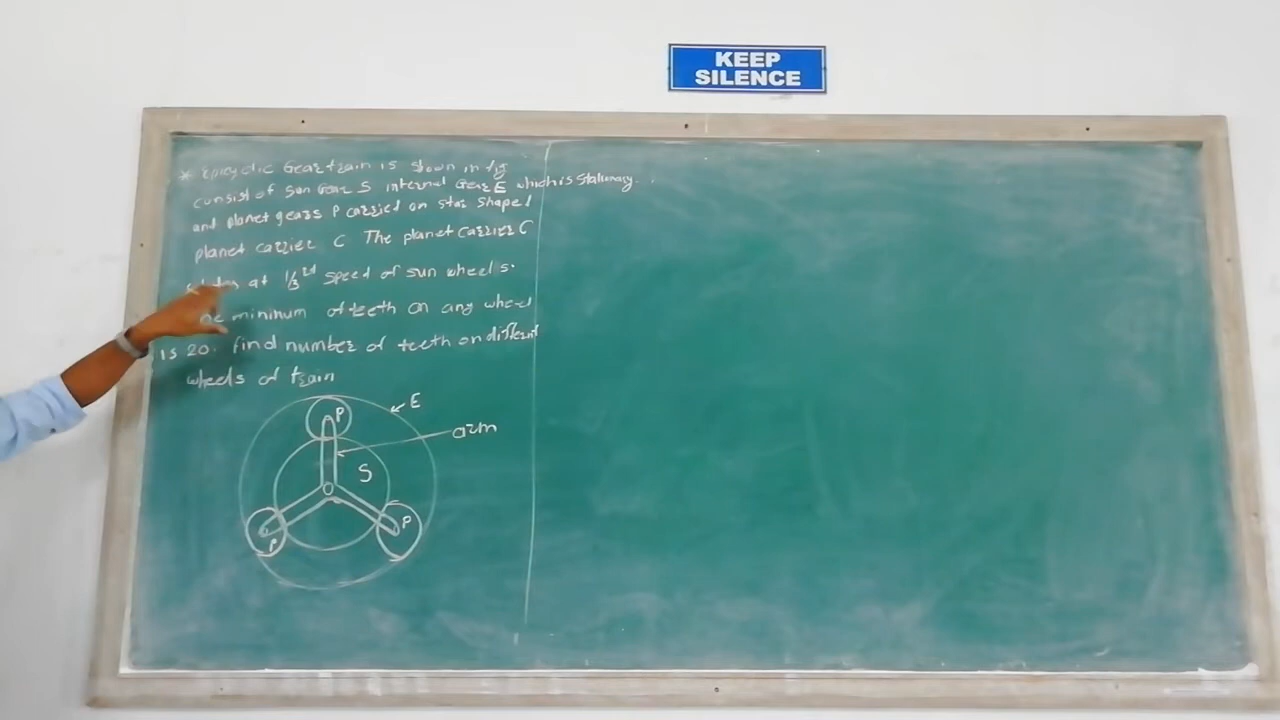 KEEP
SILENCE
* Epicyclic Gear train is shown in fig
consist of sun Gear S internal Gear E which is stationary.
and planet gears P carried on star shaped
planet carrier C The planet carrier C
at 1/3rd speed of sun wheel s.
mininum of teeth on any wheel
is 20. find number of teeth on different
wheels of train
P
E
arm
S
P
P